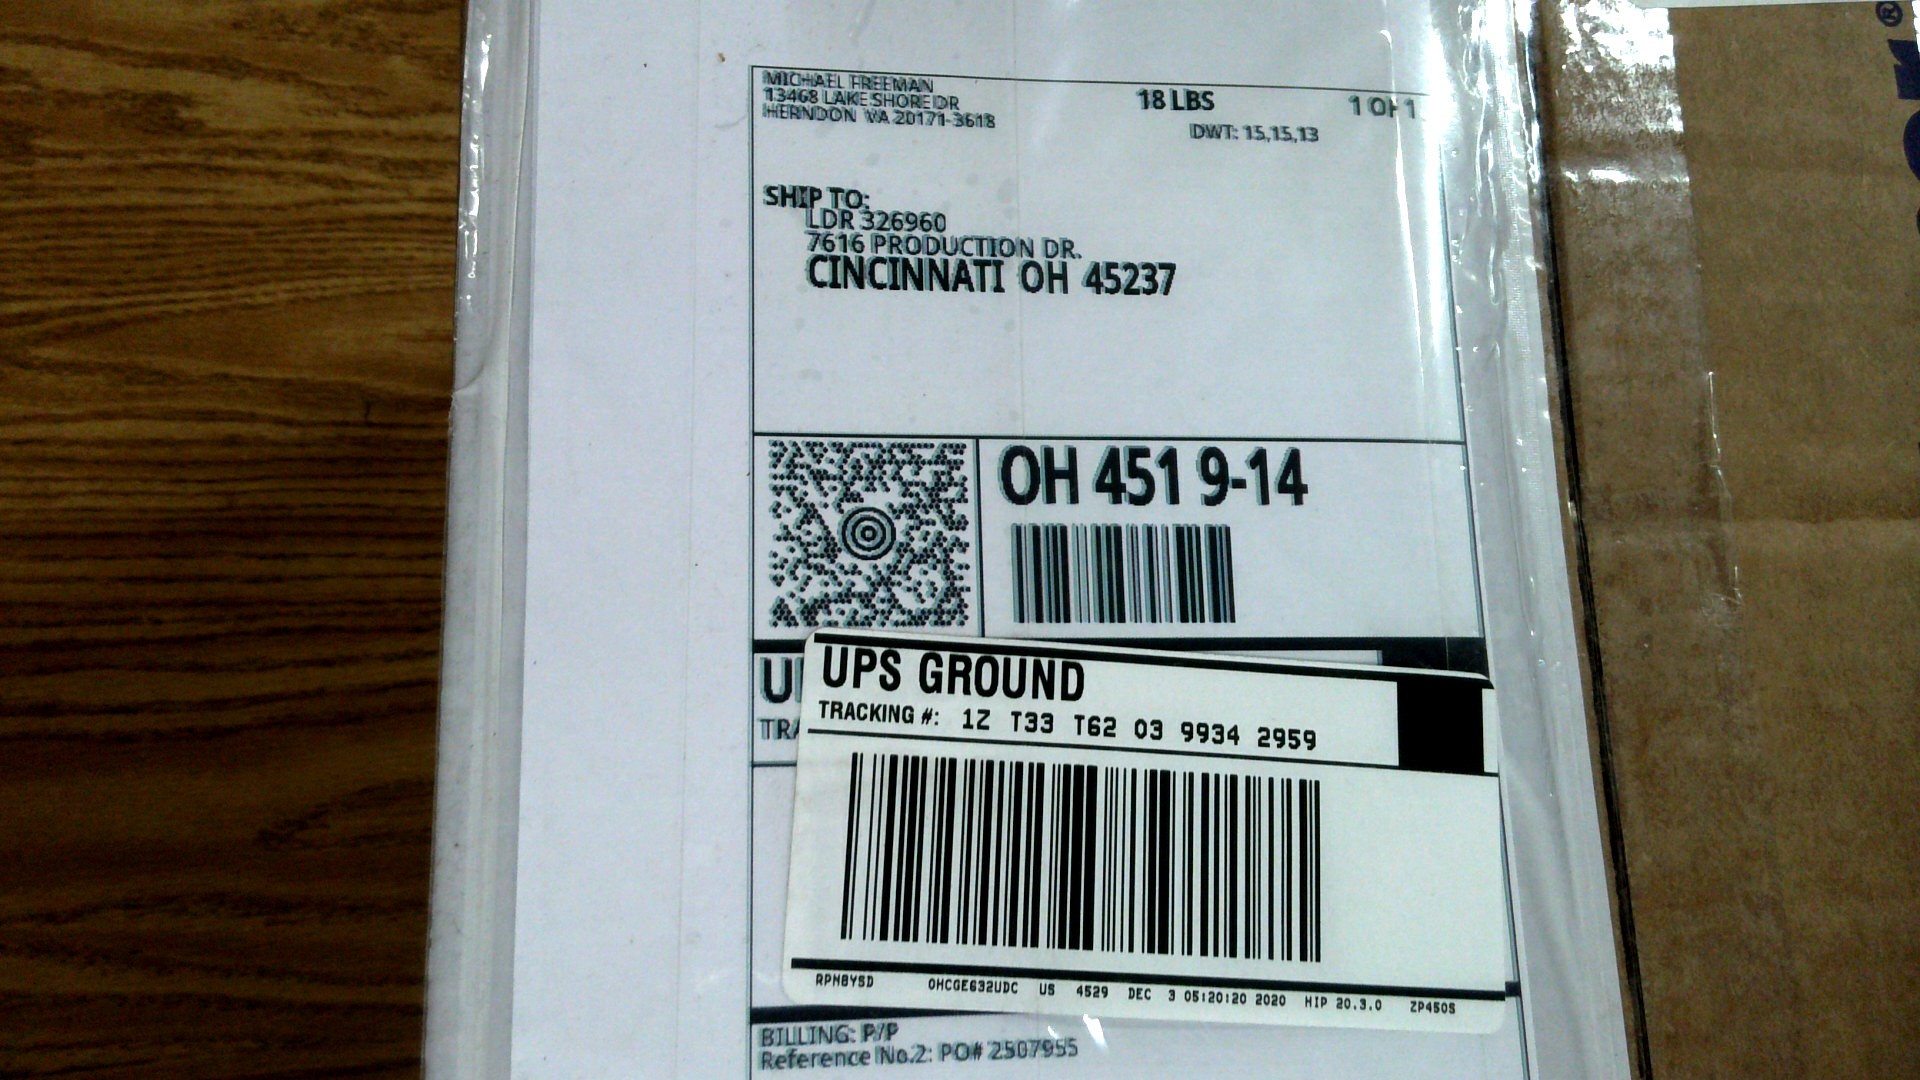 MICHAEL FREEMAN
13468 LAKE SHORE DR
HERNDON VA 20171-3618
18 LBS
1 OF 1
DWT: 15,15,13
SHIP TO:
LDR 326960
7616 PRODUCTION DR.
CINCINNATI OH 45237
OH 451 9-14
UPS GROUND
TRACKING #: 1Z T33 T62 03 9934 2959
RPN8YSD OHCGE632UDC US 4529 DEC 3 05:20:20 2020 HIP 20.3.0 ZP450S
BILLING: P/P
Reference No.2: PO# 2507955
®